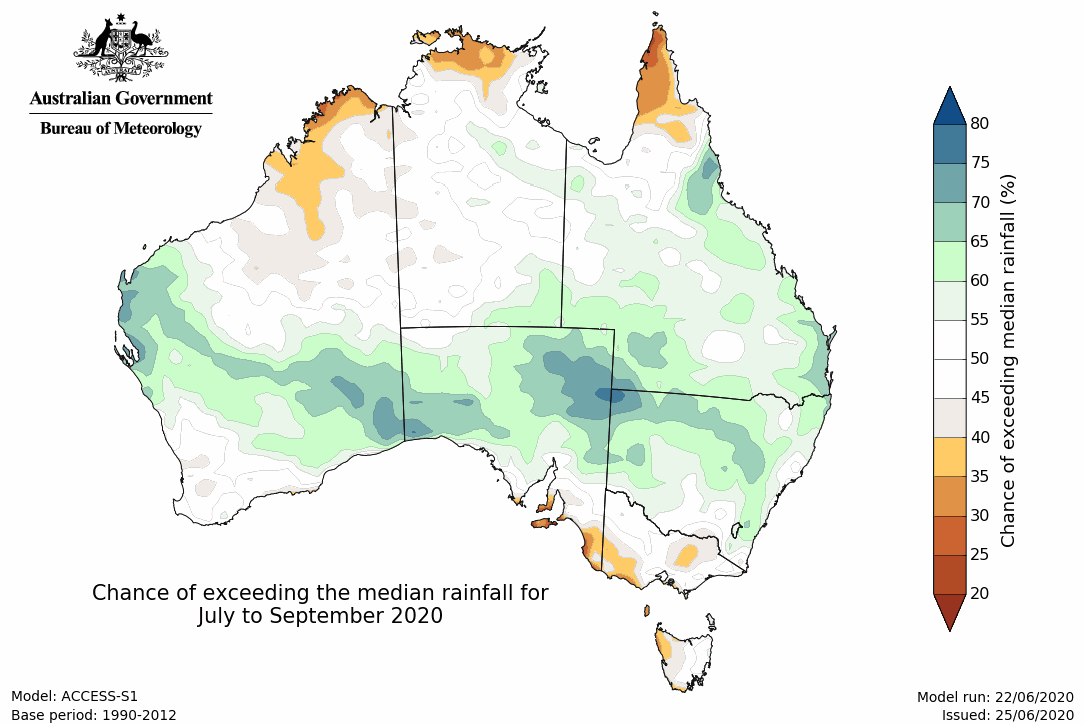 AUSTRALIA
Australian Government
Bureau of Meteorology
80
75
70
65
60
55
50
45
40
35
30
25
20
Chance of exceeding median rainfall (%)
Chance of exceeding the median rainfall for
July to September 2020
Model: ACCESS-S1
Base period: 1990-2012
Model run: 22/06/2020
Issued: 25/06/2020